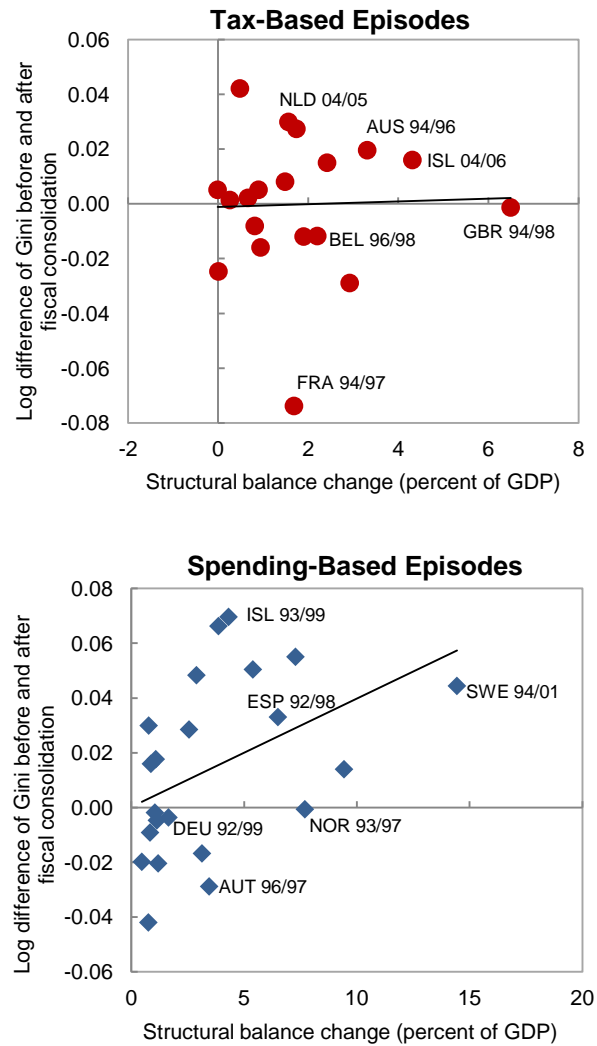 Tax-Based Episodes
0.06
0.04
0.02
0.00
-0.02
-0.04
-0.06
-0.08
Log difference of Gini before and after
fiscal consolidation
NLD 04/05
AUS 94/96
ISL 04/06
GBR 94/98
BEL 96/98
FRA 94/97
-2
0
2
4
6
8
Structural balance change (percent of GDP)
Spending-Based Episodes
0.08
0.06
0.04
0.02
0.00
-0.02
-0.04
-0.06
Log difference of Gini before and after
fiscal consolidation
ISL 93/99
ESP 92/98
SWE 94/01
DEU 92/99
NOR 93/97
AUT 96/97
0
5
10
15
20
Structural balance change (percent of GDP)